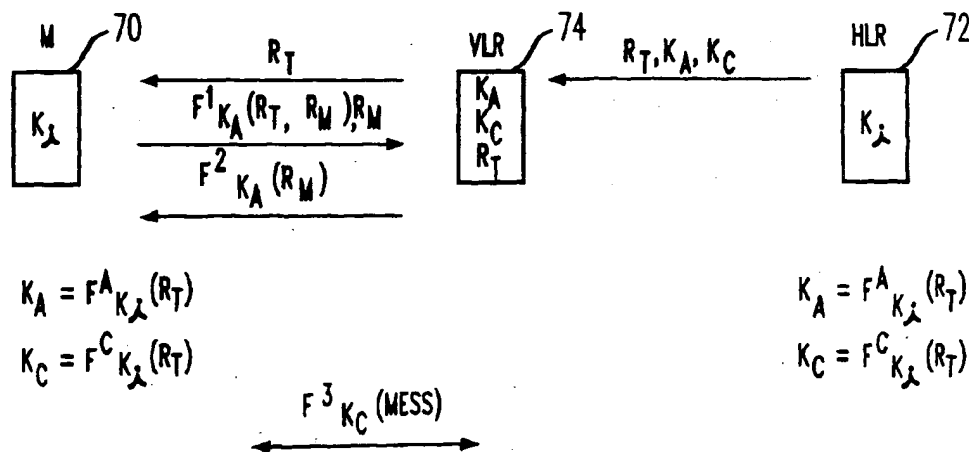 M 70 VLR 74 HLR 72
R_T
R_T, K_A, K_C
F^1 K_A (R_T, R_M), R_M
F^2 K_A (R_M)
K_i
K_A
K_C
R_T
K_i
K_A = F^A K_i (R_T)
K_C = F^C K_i (R_T)
K_A = F^A K_i (R_T)
K_C = F^C K_i (R_T)
F^3 K_C (MESS)